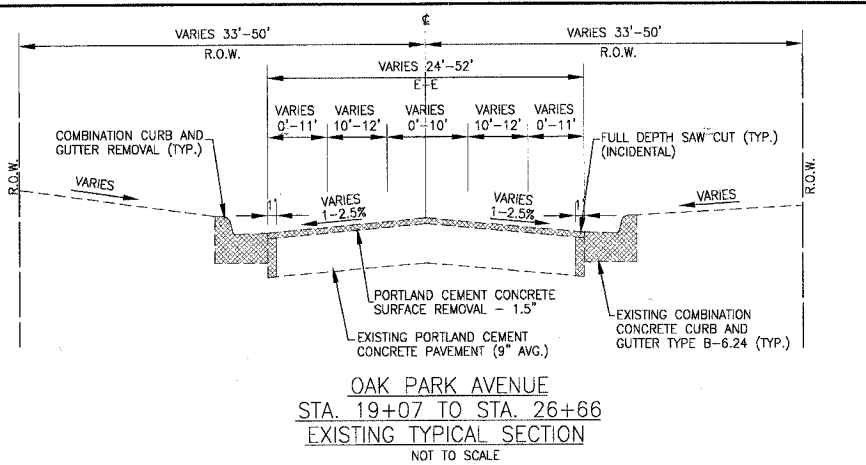 ℄
VARIES 33'-50'
VARIES 33'-50'
R.O.W.
R.O.W.
VARIES 24'-52'
E-E
VARIES
0'-11'
VARIES
10'-12'
VARIES
0'-10'
VARIES
10'-12'
VARIES
0'-11'
COMBINATION CURB AND
GUTTER REMOVAL (TYP.)
FULL DEPTH SAW CUT (TYP.)
(INCIDENTAL)
R.O.W.
R.O.W.
VARIES
VARIES
1'
VARIES
1-2.5%
VARIES
1-2.5%
1'
PORTLAND CEMENT CONCRETE
SURFACE REMOVAL - 1.5"
EXISTING PORTLAND CEMENT
CONCRETE PAVEMENT (9" AVG.)
EXISTING COMBINATION
CONCRETE CURB AND
GUTTER TYPE B-6.24 (TYP.)
OAK PARK AVENUE
STA. 19+07 TO STA. 26+66
EXISTING TYPICAL SECTION
NOT TO SCALE